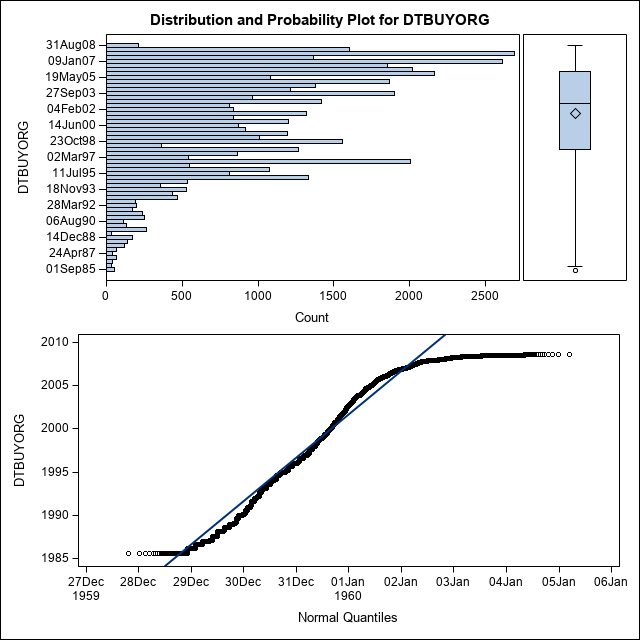 Distribution and Probability Plot for DTBUYORG
DTBUYORG
31Aug08
09Jan07
19May05
27Sep03
04Feb02
14Jun00
23Oct98
02Mar97
11Jul95
18Nov93
28Mar92
06Aug90
14Dec88
24Apr87
01Sep85
0 500 1000 1500 2000 2500
Count
DTBUYORG
2010
2005
2000
1995
1990
1985
27Dec 28Dec 29Dec 30Dec 31Dec 01Jan 02Jan 03Jan 04Jan 05Jan 06Jan
1959 1960
Normal Quantiles